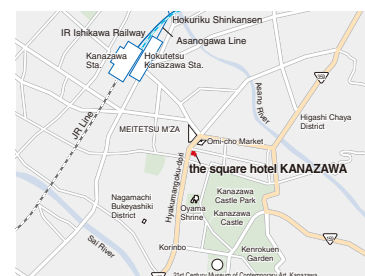 Hokuriku Shinkansen
IR Ishikawa Railway
Asanogawa Line
Kanazawa
Sta.
Hokutetsu
Kanazawa Sta.
JR Line
Asano River
Higashi Chaya
District
MEITETSU M'ZA
Omi-cho Market
the square hotel KANAZAWA
Hyakumangoku-dori
Kanazawa
Castle Park
Nagamachi
Bukeyashiki
District
Oyama
Shrine
Kanazawa
Castle
Sai River
Korinbo
Kenrokuen
Garden
21st Century Museum of Contemporary Art, Kanazawa